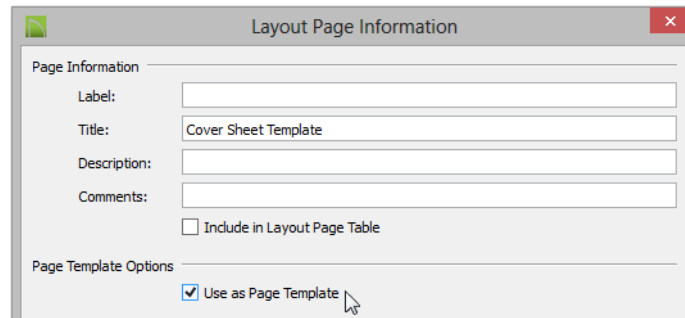 Layout Page Information
Page Information
Label:
Title: Cover Sheet Template
Description:
Comments:
Include in Layout Page Table
Page Template Options
Use as Page Template